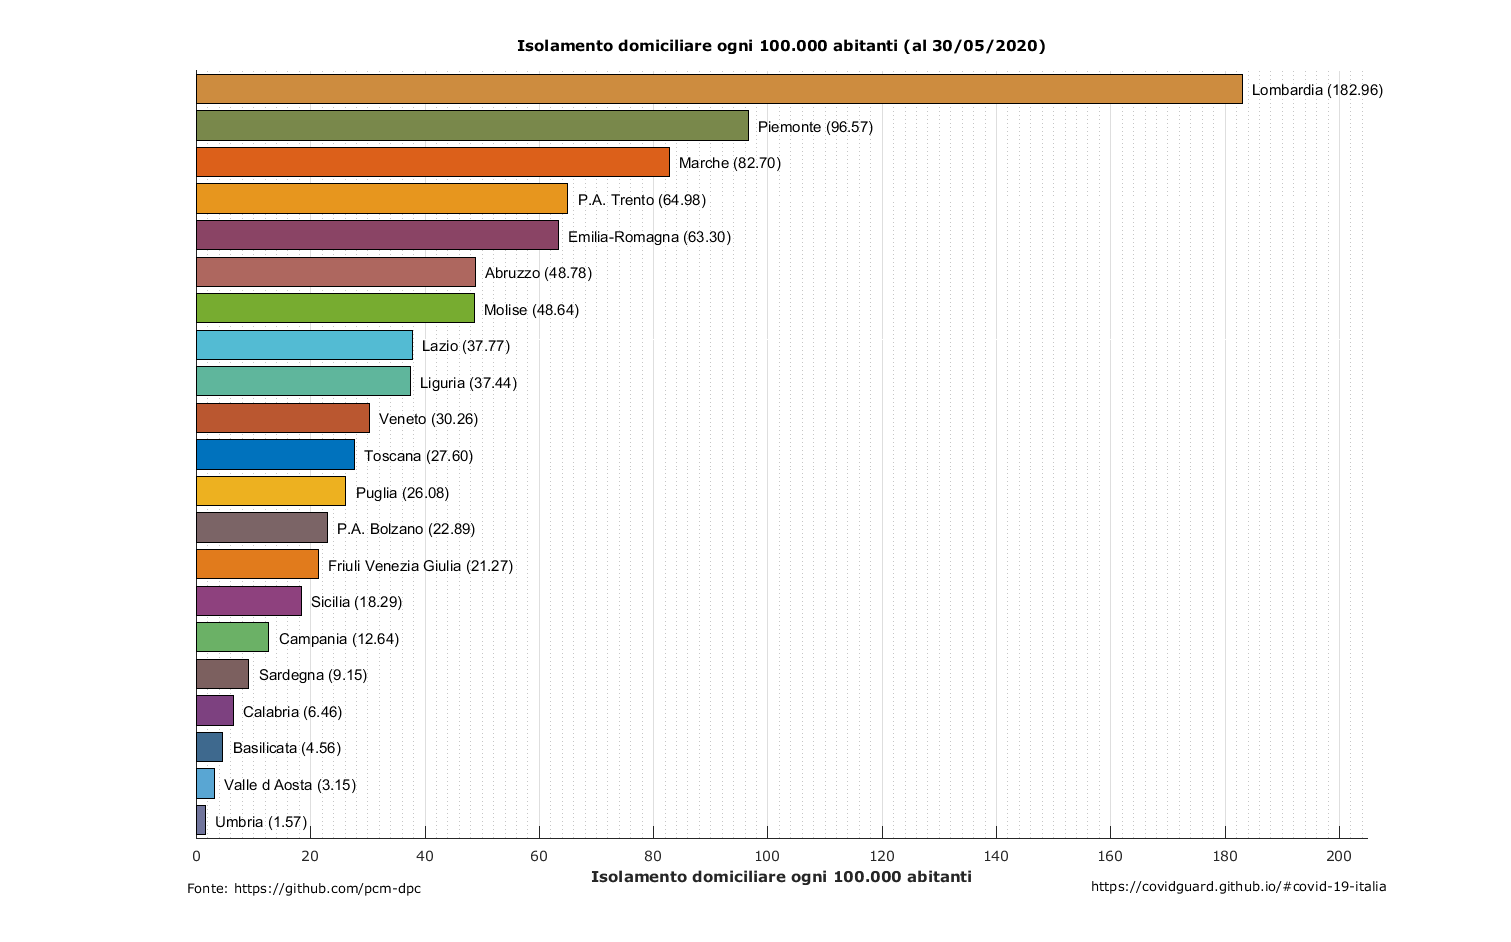 Isolamento domiciliare ogni 100.000 abitanti (al 30/05/2020)
Lombardia (182.96)
Piemonte (96.57)
Marche (82.70)
P.A. Trento (64.98)
Emilia-Romagna (63.30)
Abruzzo (48.78)
Molise (48.64)
Lazio (37.77)
Liguria (37.44)
Veneto (30.26)
Toscana (27.60)
Puglia (26.08)
P.A. Bolzano (22.89)
Friuli Venezia Giulia (21.27)
Sicilia (18.29)
Campania (12.64)
Sardegna (9.15)
Calabria (6.46)
Basilicata (4.56)
Valle d Aosta (3.15)
Umbria (1.57)
0 20 40 60 80 100 120 140 160 180 200
Isolamento domiciliare ogni 100.000 abitanti
Fonte: https://github.com/pcm-dpc
https://covidguard.github.io/#covid-19-italia